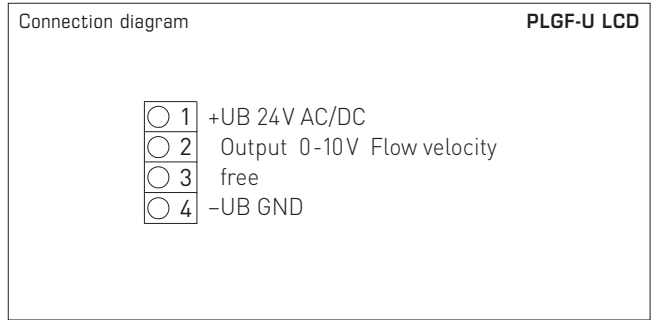 Connection diagram PLGF-U LCD
1 +UB 24V AC/DC
2 Output 0-10V Flow velocity
3 free
4 –UB GND